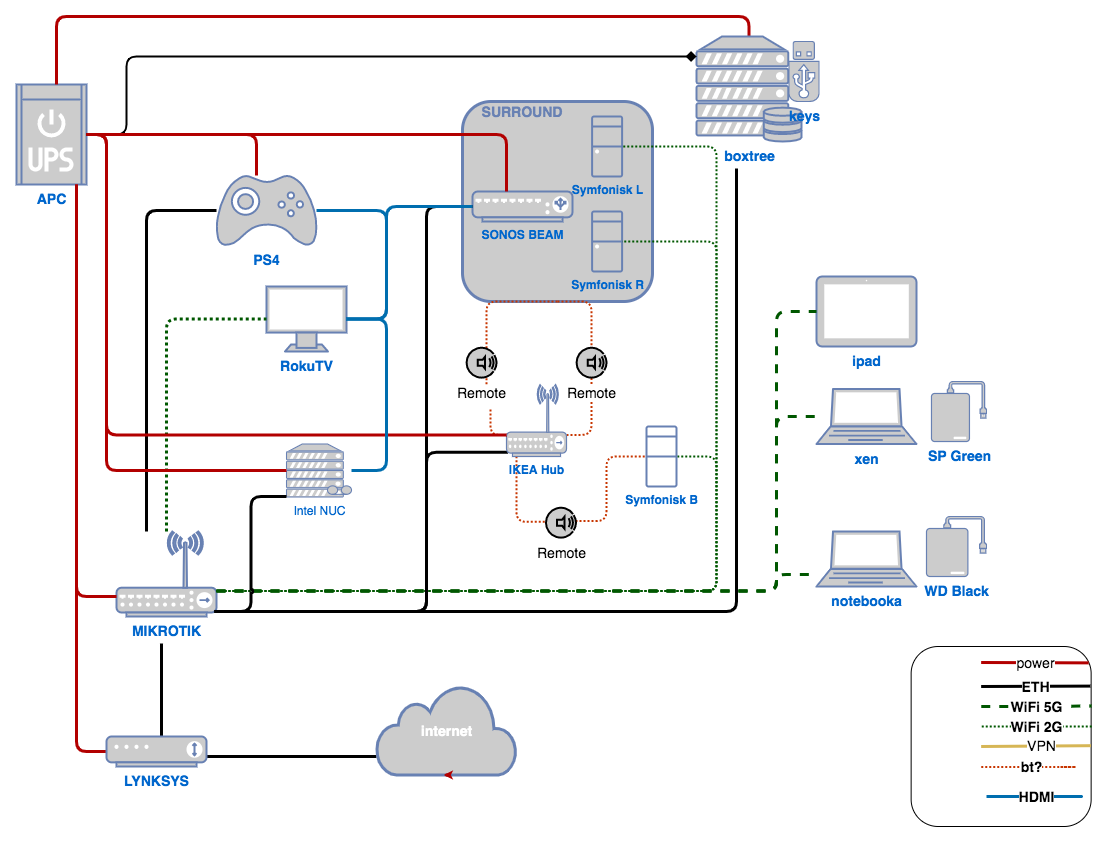 SURROUND
keys
UPS
boxtree
Symfonisk L
APC
SONOS BEAM
PS4
Symfonisk R
RokuTV
ipad
Remote
Remote
xen
SP Green
IKEA Hub
Symfonisk B
Intel NUC
Remote
notebooka
WD Black
MIKROTIK
power
ETH
WiFi 5G
WiFi 2G
VPN
bt?
HDMI
Internet
LYNKSYS